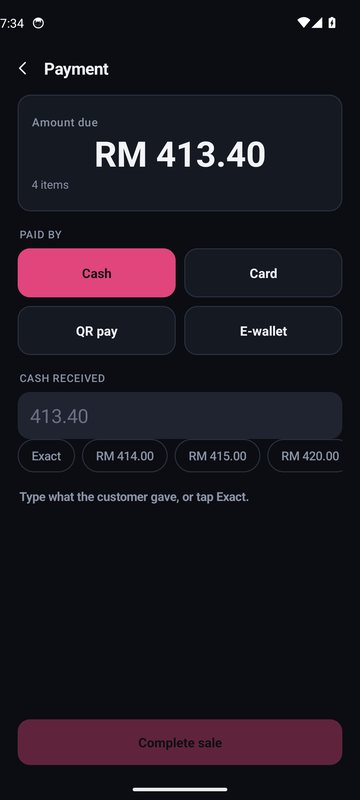 7:34
Payment
Amount due
RM 413.40
4 items
PAID BY
Cash
Card
QR pay
E-wallet
CASH RECEIVED
413.40
Exact
RM 414.00
RM 415.00
RM 420.00
Type what the customer gave, or tap Exact.
Complete sale